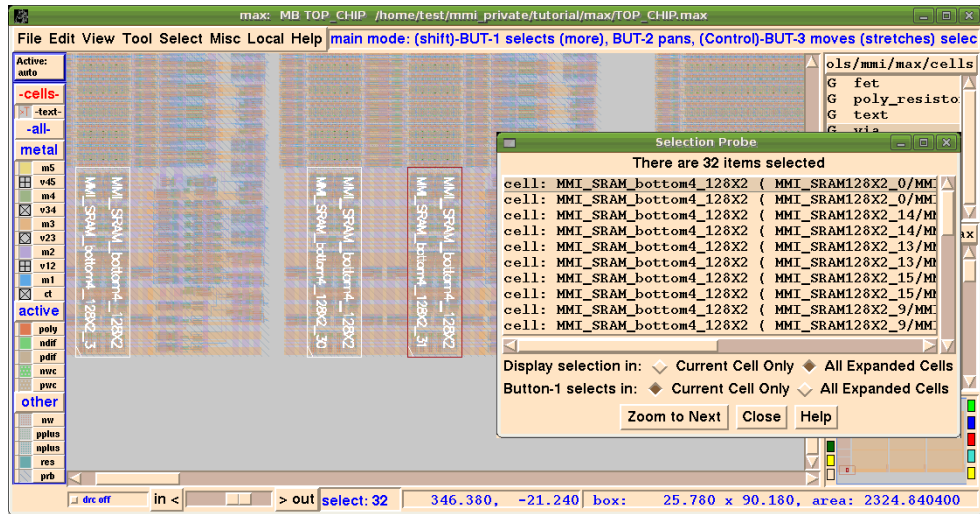 max: MB TOP_CHIP /home/test/mmi_private/tutorial/max/TOP_CHIP.max
File Edit View Tool Select Misc Local Help
main mode: (shift)-BUT-1 selects (more), BUT-2 pans, (Control)-BUT-3 moves (stretches) selec
Active:
auto
-cells-
-text-
-all-
metal
m5
v45
m4
v34
m3
v23
m2
v12
m1
ct
active
poly
ndif
pdif
nwc
pwc
other
nw
pplus
nplus
res
prb
MMI_SRAM_bottom4_128X2
MMI_SRAM_bottom4_128X2_3
MMI_SRAM_bottom4_128X2
MMI_SRAM_bottom4_128X2_30
MMI_SRAM_bottom4_128X2
MMI_SRAM_bottom4_128X2_31
ols/mmi/max/cells
G fet
G poly_resisto
G text
G via
ax
Selection Probe
There are 32 items selected
cell: MMI_SRAM_bottom4_128X2 ( MMI_SRAM128X2_0/MMI
cell: MMI_SRAM_bottom4_128X2 ( MMI_SRAM128X2_0/MMI
cell: MMI_SRAM_bottom4_128X2 ( MMI_SRAM128X2_14/MM
cell: MMI_SRAM_bottom4_128X2 ( MMI_SRAM128X2_14/MM
cell: MMI_SRAM_bottom4_128X2 ( MMI_SRAM128X2_13/MM
cell: MMI_SRAM_bottom4_128X2 ( MMI_SRAM128X2_13/MM
cell: MMI_SRAM_bottom4_128X2 ( MMI_SRAM128X2_15/MM
cell: MMI_SRAM_bottom4_128X2 ( MMI_SRAM128X2_15/MM
cell: MMI_SRAM_bottom4_128X2 ( MMI_SRAM128X2_9/MMI
cell: MMI_SRAM_bottom4_128X2 ( MMI_SRAM128X2_9/MMI
Display selection in: Current Cell Only All Expanded Cells
Button-1 selects in: Current Cell Only All Expanded Cells
Zoom to Next Close Help
drc off in < > out select: 32 346.380, -21.240 box: 25.780 x 90.180, area: 2324.840400